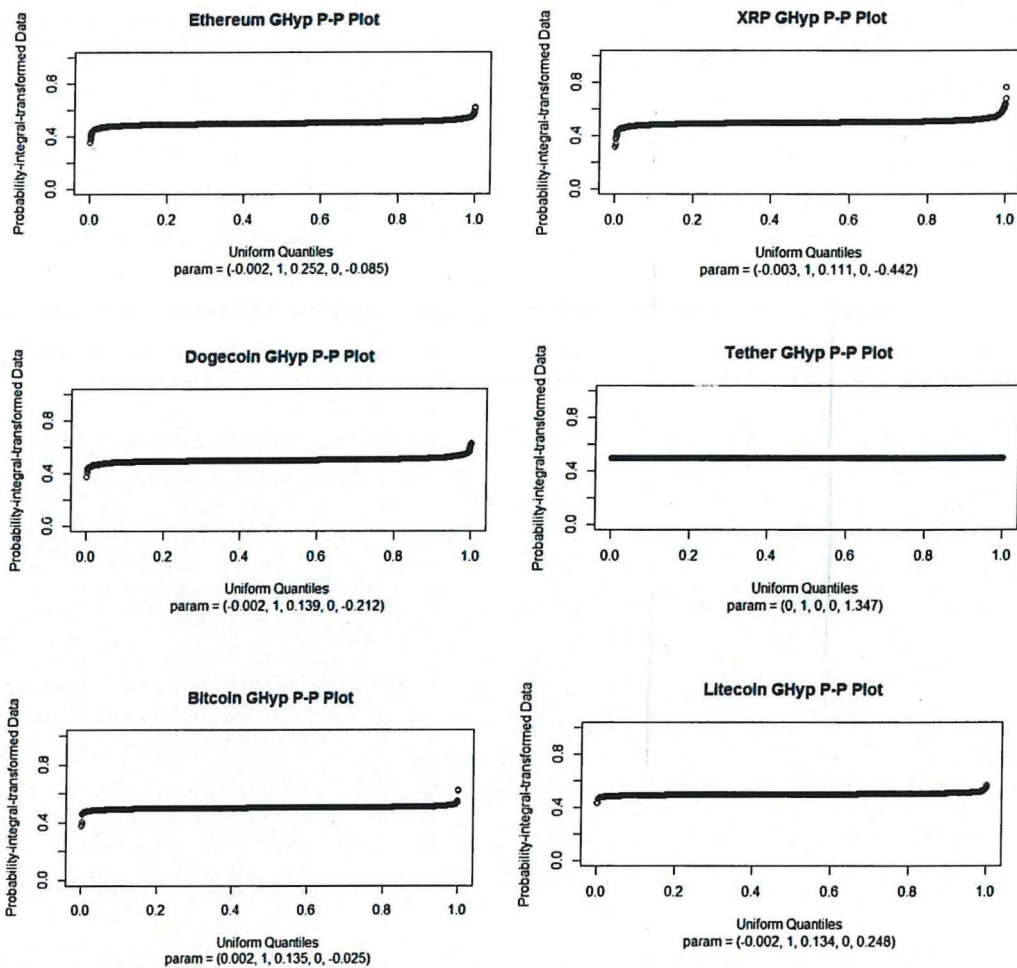 Ethereum GHyp P-P Plot
Probability-integral-transformed Data
0.8
0.4
0.0
0.0 0.2 0.4 0.6 0.8 1.0
Uniform Quantiles
param = (-0.002, 1, 0.252, 0, -0.085)
XRP GHyp P-P Plot
Probability-integral-transformed Data
0.8
0.4
0.0
0.0 0.2 0.4 0.6 0.8 1.0
Uniform Quantiles
param = (-0.003, 1, 0.111, 0, -0.442)
Dogecoin GHyp P-P Plot
Probability-integral-transformed Data
0.8
0.4
0.0
0.0 0.2 0.4 0.6 0.8 1.0
Uniform Quantiles
param = (-0.002, 1, 0.139, 0, -0.212)
Tether GHyp P-P Plot
Probability-integral-transformed Data
0.8
0.4
0.0
0.0 0.2 0.4 0.6 0.8 1.0
Uniform Quantiles
param = (0, 1, 0, 0, 1.347)
Bitcoin GHyp P-P Plot
Probability-integral-transformed Data
0.8
0.4
0.0
0.0 0.2 0.4 0.6 0.8 1.0
Uniform Quantiles
param = (0.002, 1, 0.135, 0, -0.025)
Litecoin GHyp P-P Plot
Probability-integral-transformed Data
0.8
0.4
0.0
0.0 0.2 0.4 0.6 0.8 1.0
Uniform Quantiles
param = (-0.002, 1, 0.134, 0, 0.248)